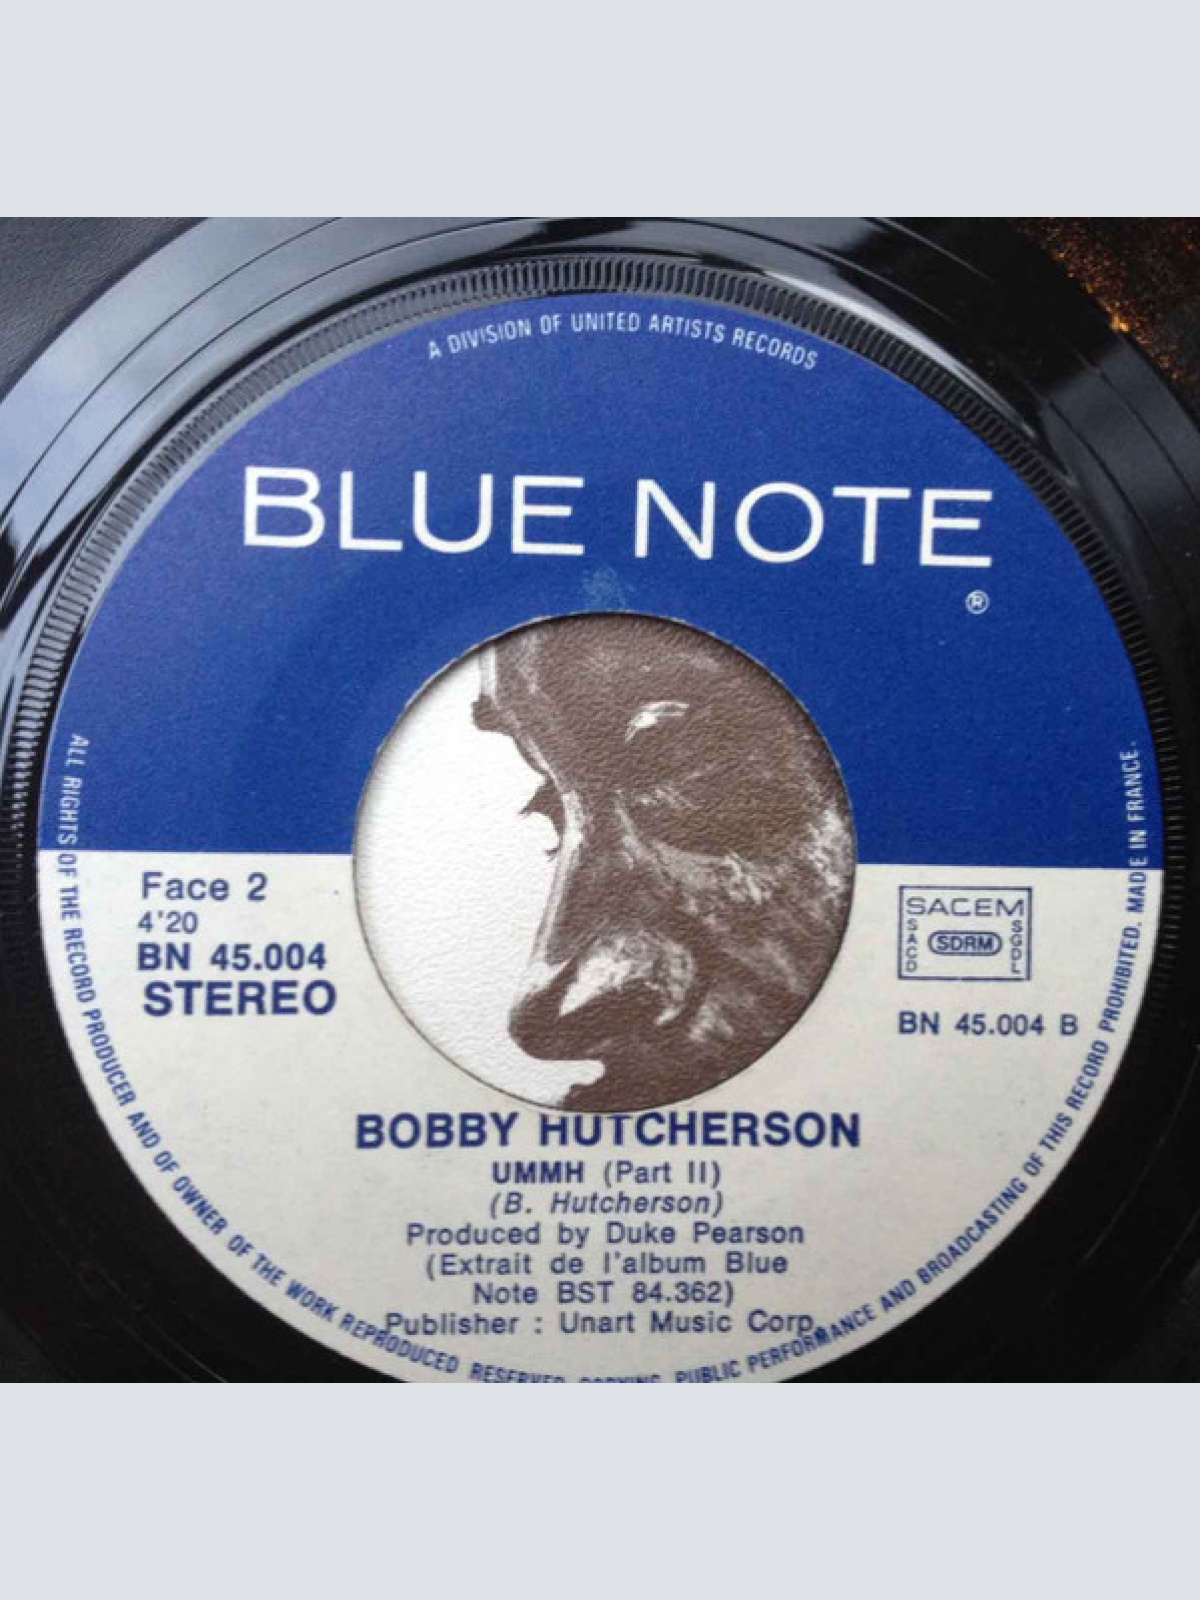 A DIVISION OF UNITED ARTISTS RECORDS
BLUE NOTE
®
Face 2
4'20
BN 45.004
STEREO
SACEM
SACD
SDRM
SGDL
BN 45.004 B
BOBBY HUTCHERSON
UMMH (Part II)
(B. Hutcherson)
Produced by Duke Pearson
(Extrait de l'album Blue
Note BST 84.362)
Publisher : Unart Music Corp.
ALL RIGHTS OF THE RECORD PRODUCER AND OF OWNER OF THE WORK REPRODUCED RESERVED. COPYING, PUBLIC PERFORMANCE AND BROADCASTING OF THIS RECORD PROHIBITED. MADE IN FRANCE.